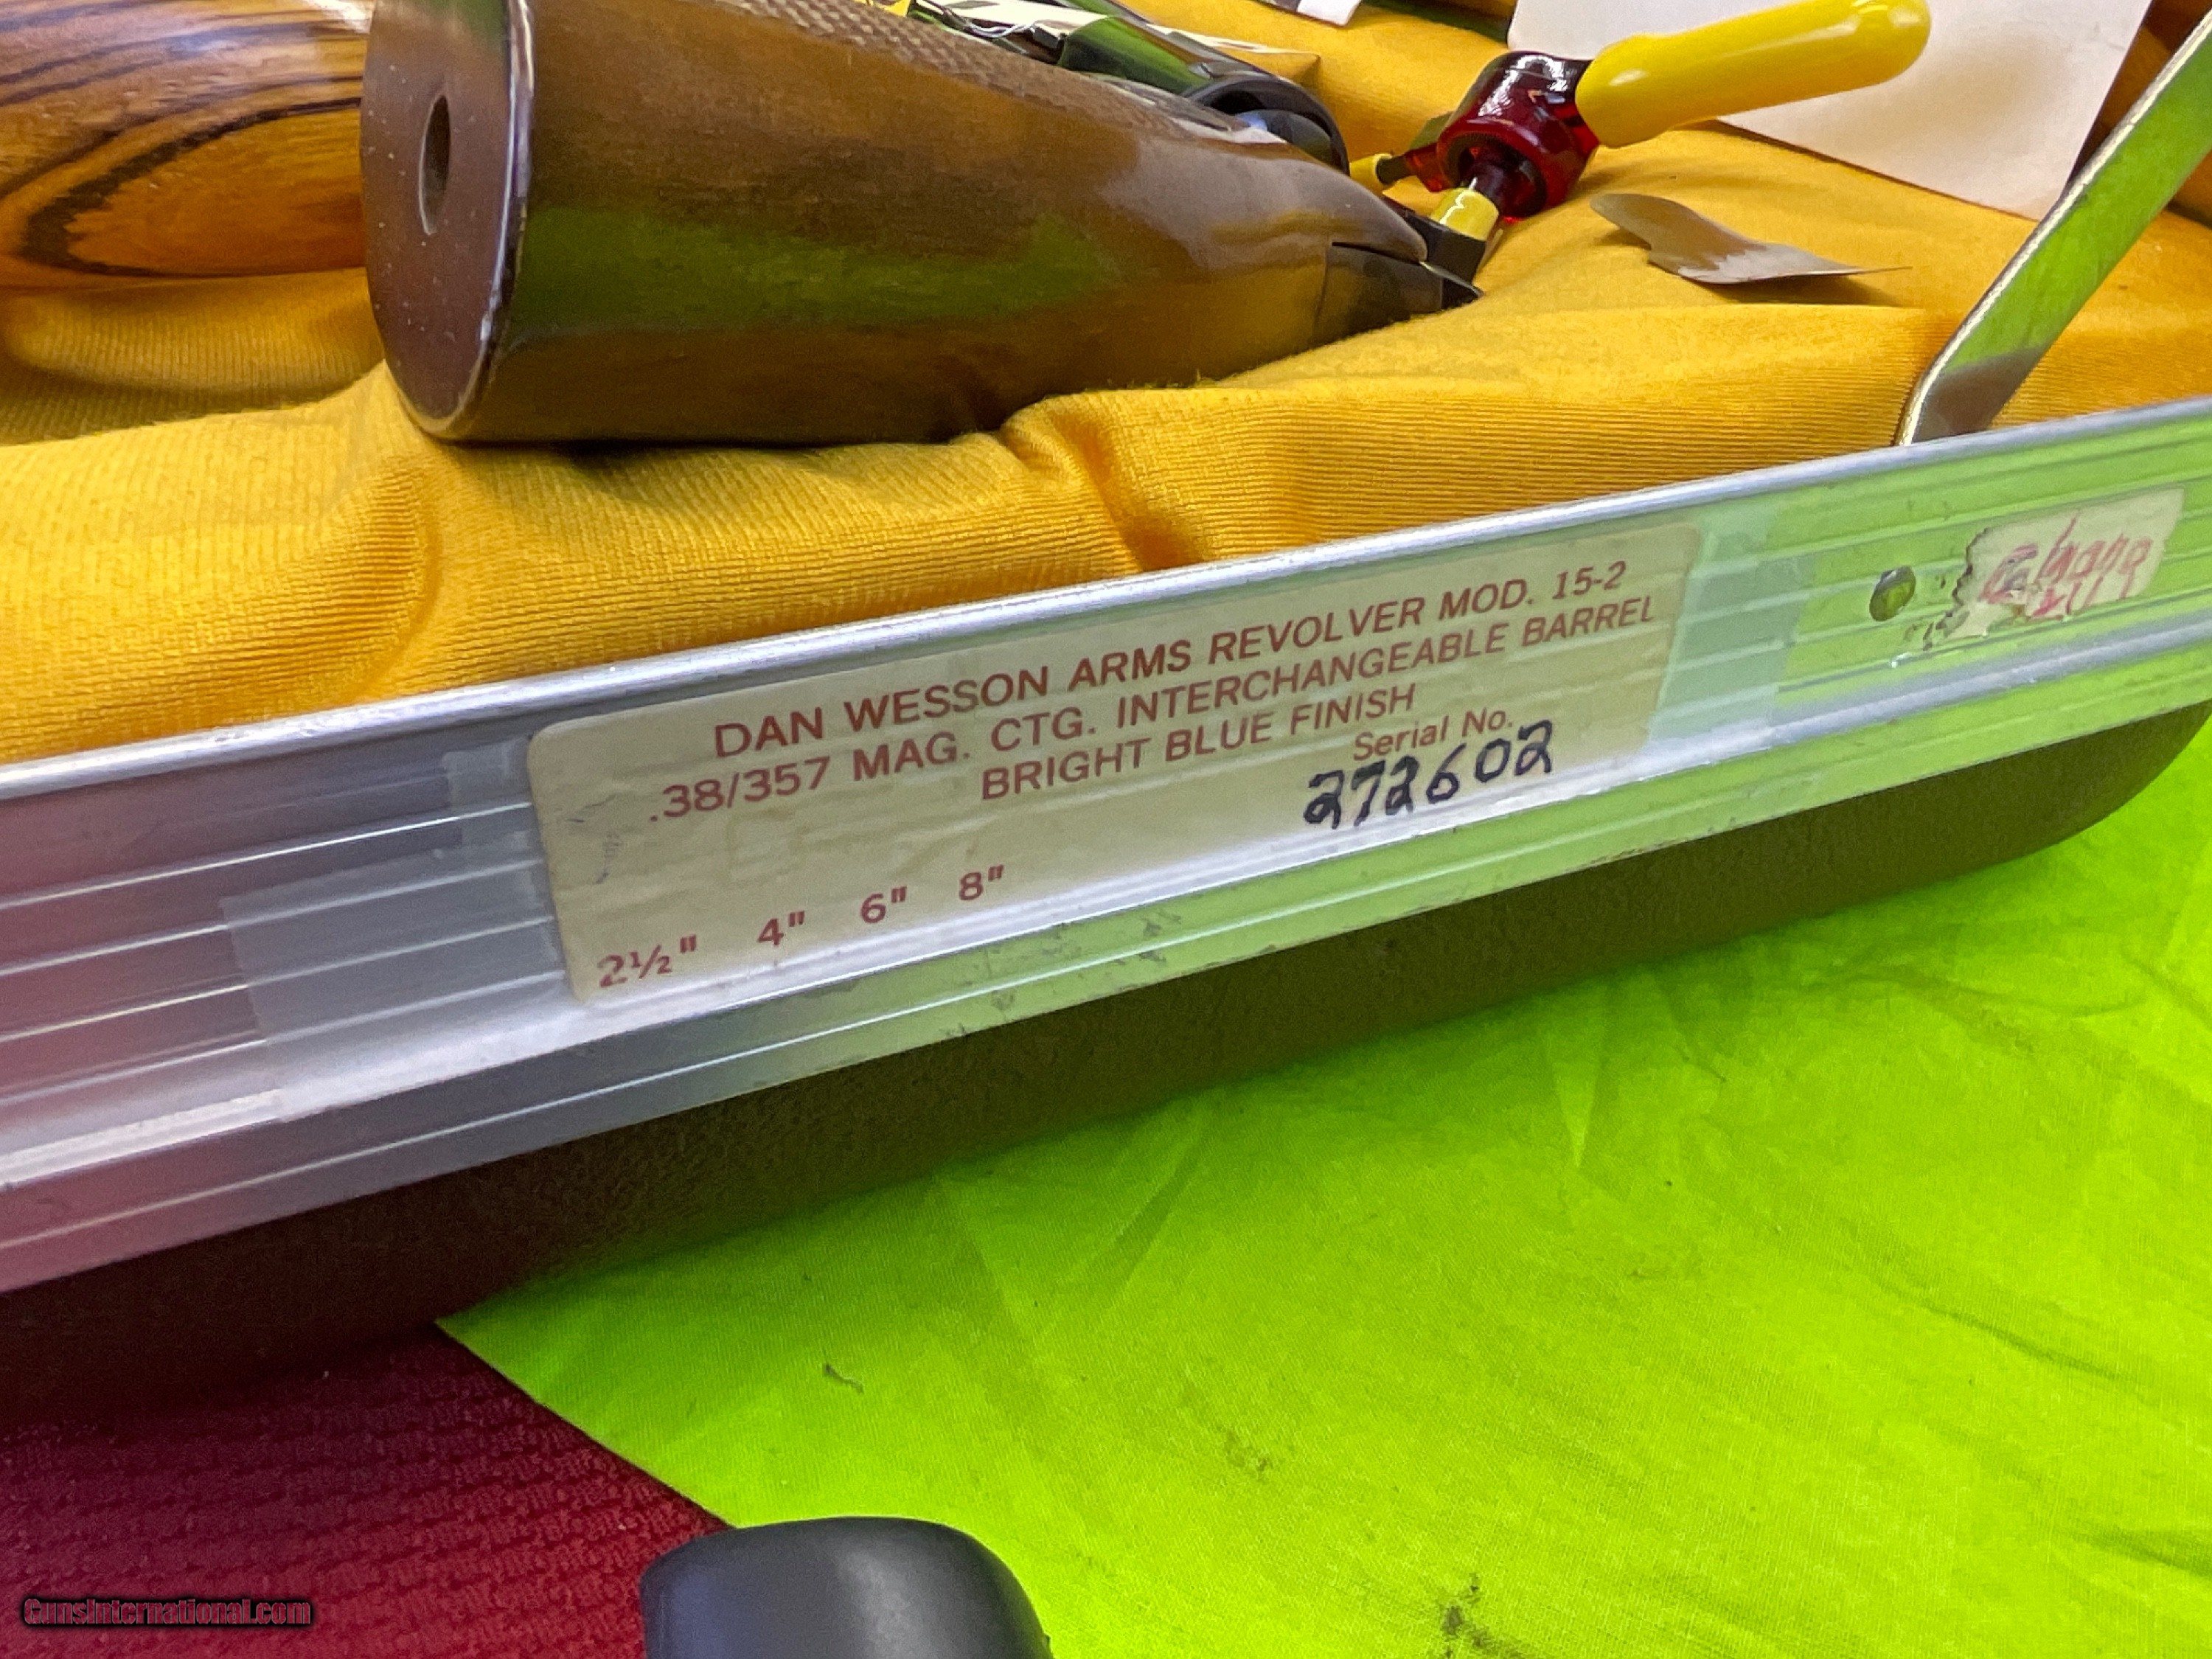 DAN WESSON ARMS REVOLVER MOD. 15-2
.38/357 MAG. CTG. INTERCHANGEABLE BARREL
BRIGHT BLUE FINISH
Serial No.
272602
2½" 4" 6" 8"
GunsInternational.com